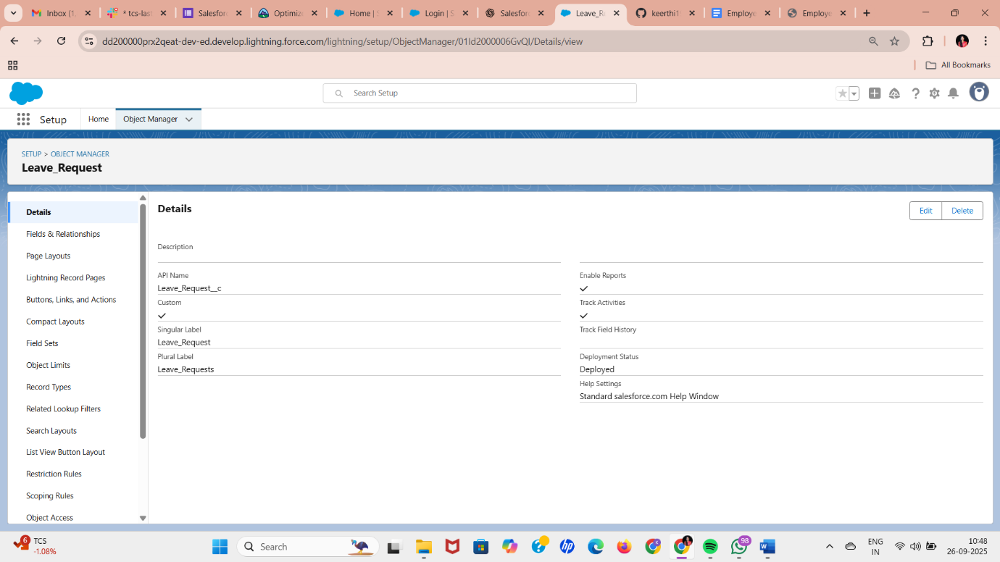 Inbox (1,
* tcs-last
Salesfor
Optimiz
Home | S
Login | S
Salesfor
Leave_Re
keerthi1
Employe
Employe
dd200000prx2qeat-dev-ed.develop.lightning.force.com/lightning/setup/ObjectManager/01Id2000006GvQI/Details/view
All Bookmarks
Search Setup
Setup
Home
Object Manager
SETUP > OBJECT MANAGER
Leave_Request
Details
Fields & Relationships
Page Layouts
Lightning Record Pages
Buttons, Links, and Actions
Compact Layouts
Field Sets
Object Limits
Record Types
Related Lookup Filters
Search Layouts
List View Button Layout
Restriction Rules
Scoping Rules
Object Access
Details
Edit
Delete
Description
API Name
Leave_Request__c
Custom
Singular Label
Leave_Request
Plural Label
Leave_Requests
Enable Reports
Track Activities
Track Field History
Deployment Status
Deployed
Help Settings
Standard salesforce.com Help Window
6
TCS
-1.08%
Search
98
ENG
IN
10:48
26-09-2025